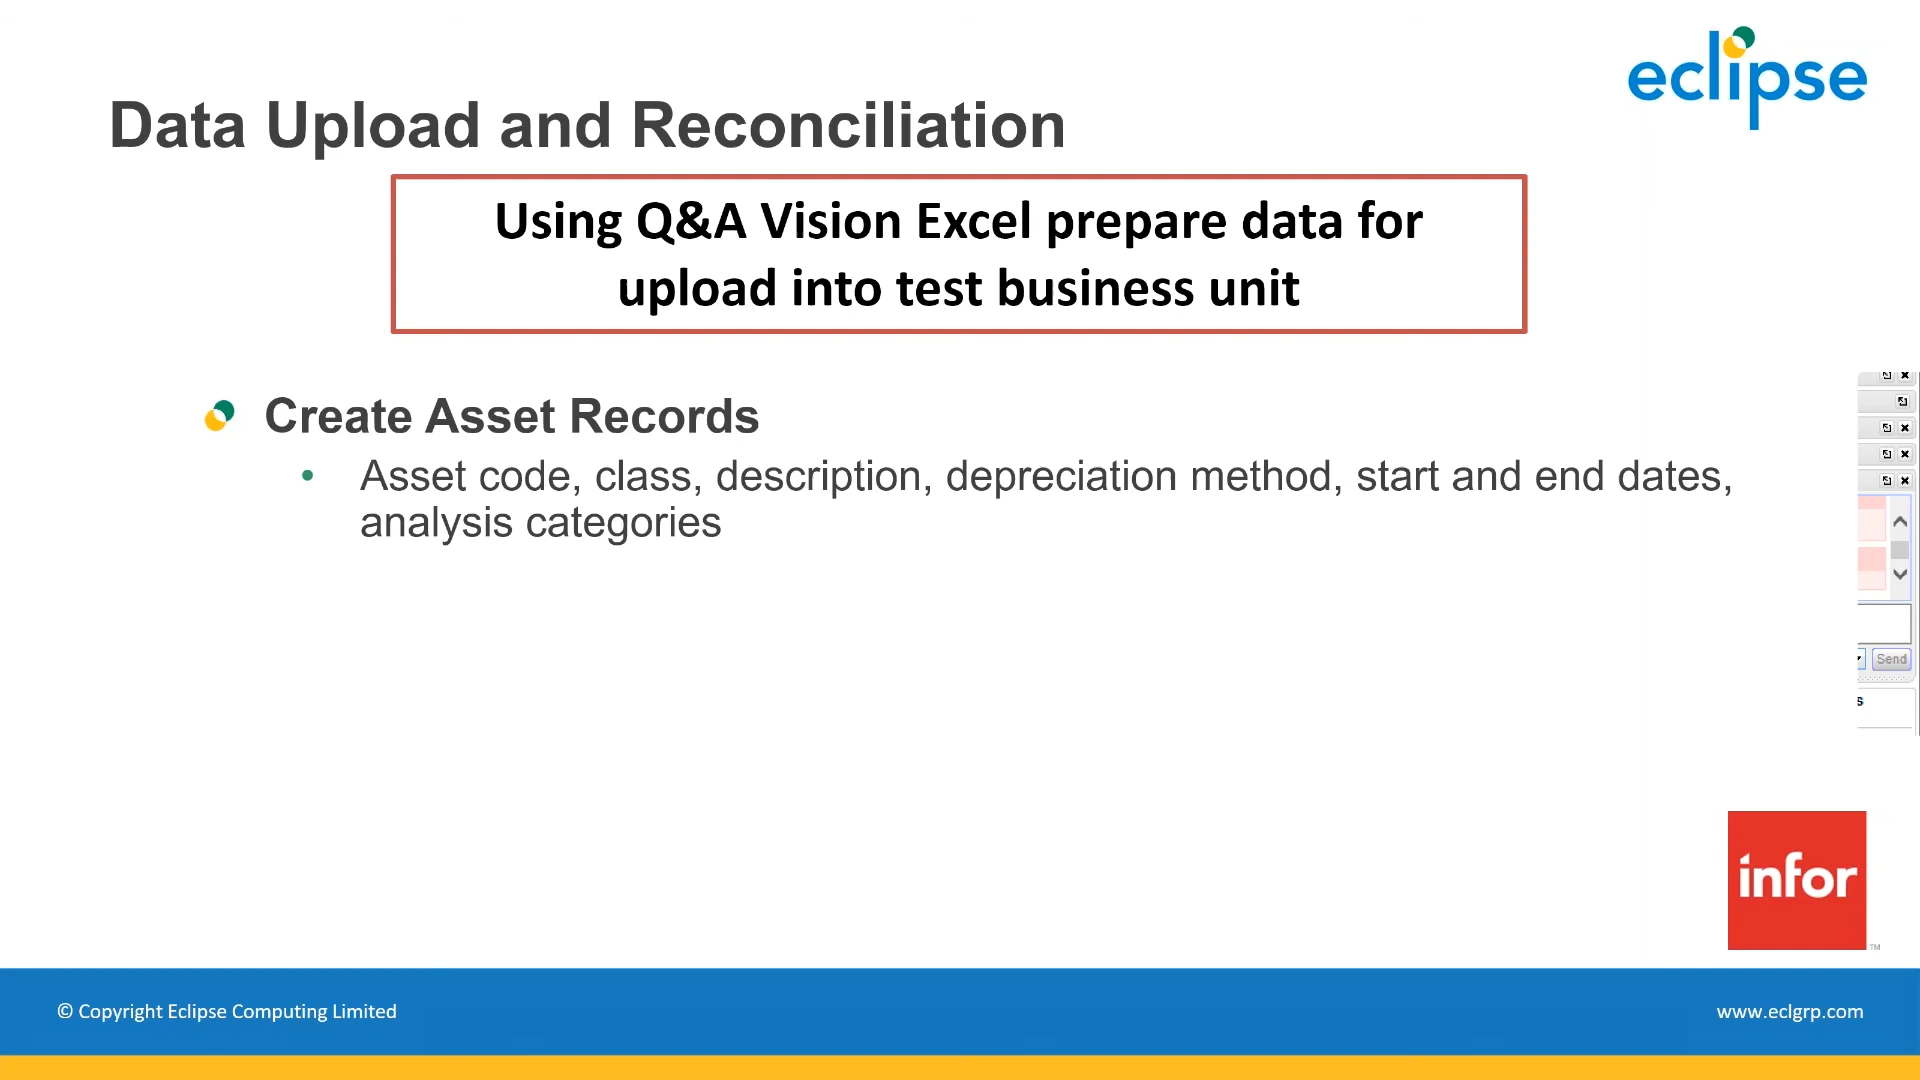 eclipse
Data Upload and Reconciliation
Using Q&A Vision Excel prepare data for
upload into test business unit
Create Asset Records
• Asset code, class, description, depreciation method, start and end dates,
analysis categories
Send
s
infor
TM
© Copyright Eclipse Computing Limited
www.eclgrp.com